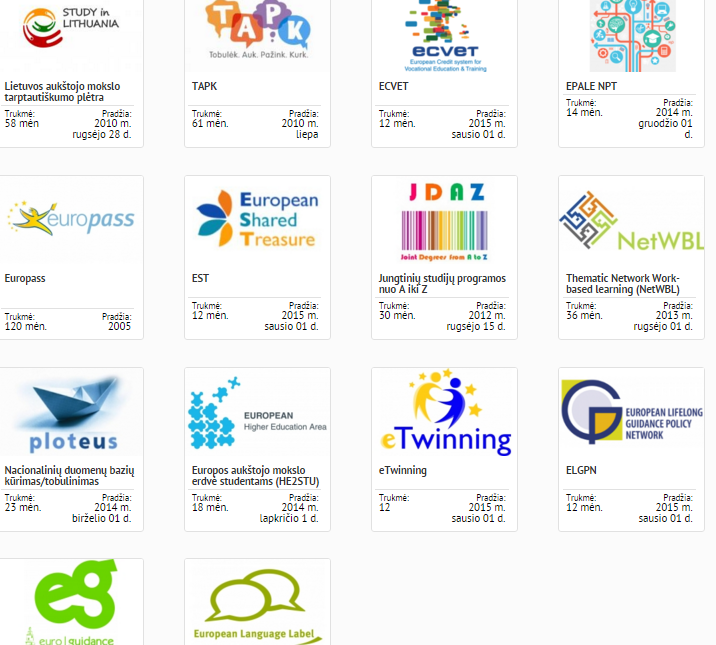 STUDY in
LITHUANIA
TAPK
Tobulėk. Auk. Pažink. Kurk.
ecvet
European Credit system for
Vocational Education & Training
Lietuvos aukštojo mokslo
tarptautiškumo plėtra
Trukmė: Pradžia:
58 mėn 2010 m.
rugsėjo 28 d.
TAPK
Trukmė: Pradžia:
61 mėn. 2010 m.
liepa
ECVET
Trukmė: Pradžia:
12 mėn. 2015 m.
sausio 01 d.
EPALE NPT
Trukmė: Pradžia:
14 mėn. 2014 m.
gruodžio 01
d.
europass
Europass
Trukmė: Pradžia:
120 mėn. 2005
European
Shared
Treasure
EST
Trukmė: Pradžia:
12 mėn. 2015 m.
sausio 01 d.
JDAZ
Joint Degrees from A to Z
Jungtinių studijų programos
nuo A iki Z
Trukmė: Pradžia:
30 mėn. 2012 m.
rugsėjo 15 d.
NetWBL
Thematic Network Work-
based learning (NetWBL)
Trukmė: Pradžia:
36 mėn. 2013 m.
rugsėjo 01 d.
ploteus
Nacionalinių duomenų bazių
kūrimas/tobulinimas
Trukmė: Pradžia:
23 mėn. 2014 m.
birželio 01 d.
EUROPEAN
Higher Education Area
Europos aukštojo mokslo
erdvė studentams (HE2STU)
Trukmė: Pradžia:
18 mėn. 2014 m.
lapkričio 1 d.
eTwinning
eTwinning
Trukmė: Pradžia:
12 2015 m.
sausio 01 d.
EUROPEAN LIFELONG
GUIDANCE POLICY
NETWORK
ELGPN
Trukmė: Pradžia:
12 mėn. 2015 m.
sausio 01 d.
eg
euro|guidance
European Language Label